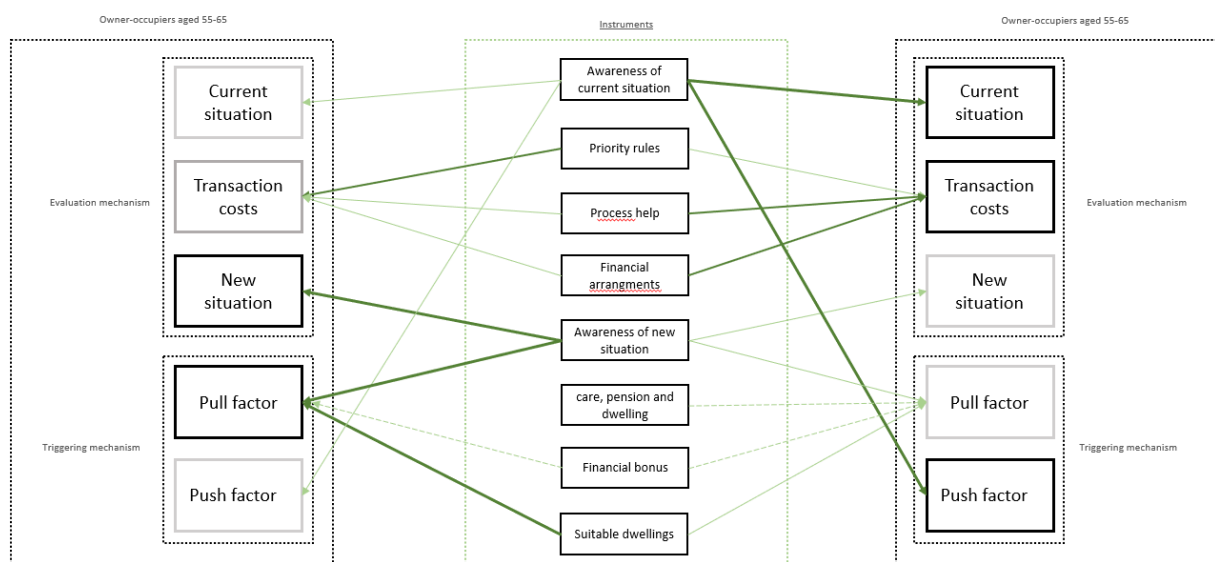 Owner-occupiers aged 55-65
Instruments
Owner-occupiers aged 55-65
Current
situation
Transaction
costs
New
situation
Evaluation mechanism
Pull factor
Push factor
Triggering mechanism
Awareness of
current situation
Priority rules
Process help
Financial
arrangments
Awareness of new
situation
care, pension and
dwelling
Financial bonus
Suitable dwellings
Current
situation
Transaction
costs
New
situation
Evaluation mechanism
Pull factor
Push factor
Triggering mechanism